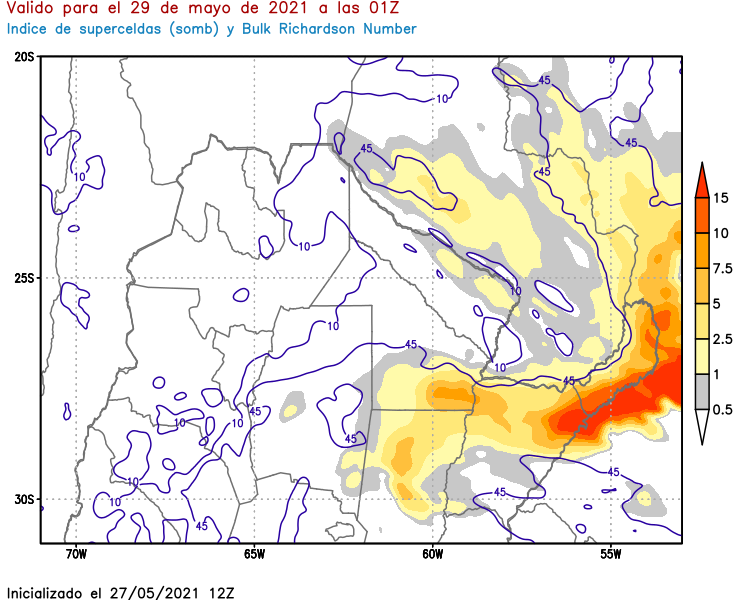 Valido para el 29 de mayo de 2021 a las 01Z
Indice de superceldas (somb) y Bulk Richardson Number
20S
25S
30S
70W
65W
60W
55W
10
45
45
45
45
10
10
10
10
45
10
45
45
10
10
45
10
10
45
45
45
15
10
7.5
5
2.5
1
0.5
Inicializado el 27/05/2021 12Z